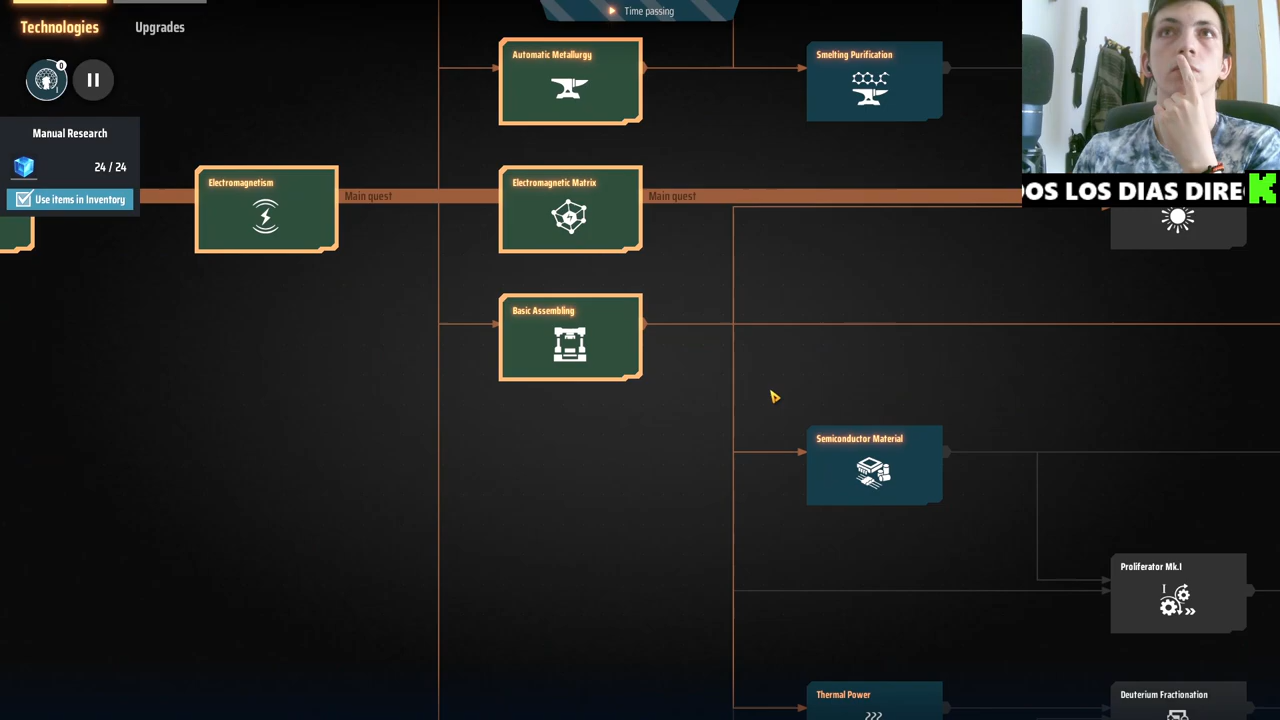 Technologies
Upgrades
Time passing
0
Manual Research
24 / 24
Use items in Inventory
Automatic Metallurgy
Smelting Purification
Electromagnetism
Main quest
Electromagnetic Matrix
Main quest
OS LOS DIAS DIRE
K
Basic Assembling
Semiconductor Material
Proliferator Mk.I
I
Thermal Power
Deuterium Fractionation